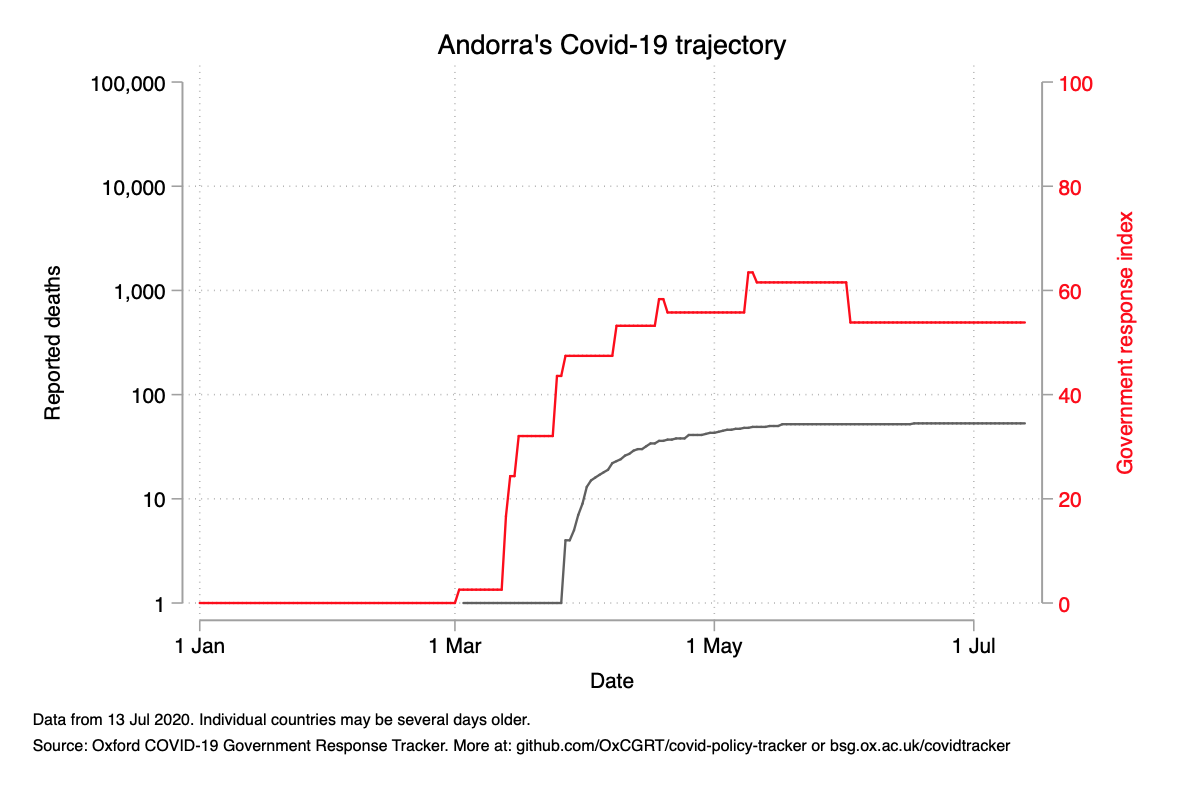 Andorra's Covid-19 trajectory
100,000
10,000
1,000
100
10
1
Reported deaths
100
80
60
40
20
0
Government response index
1 Jan
1 Mar
1 May
1 Jul
Date
Data from 13 Jul 2020. Individual countries may be several days older.
Source: Oxford COVID-19 Government Response Tracker. More at: github.com/OxCGRT/covid-policy-tracker or bsg.ox.ac.uk/covidtracker